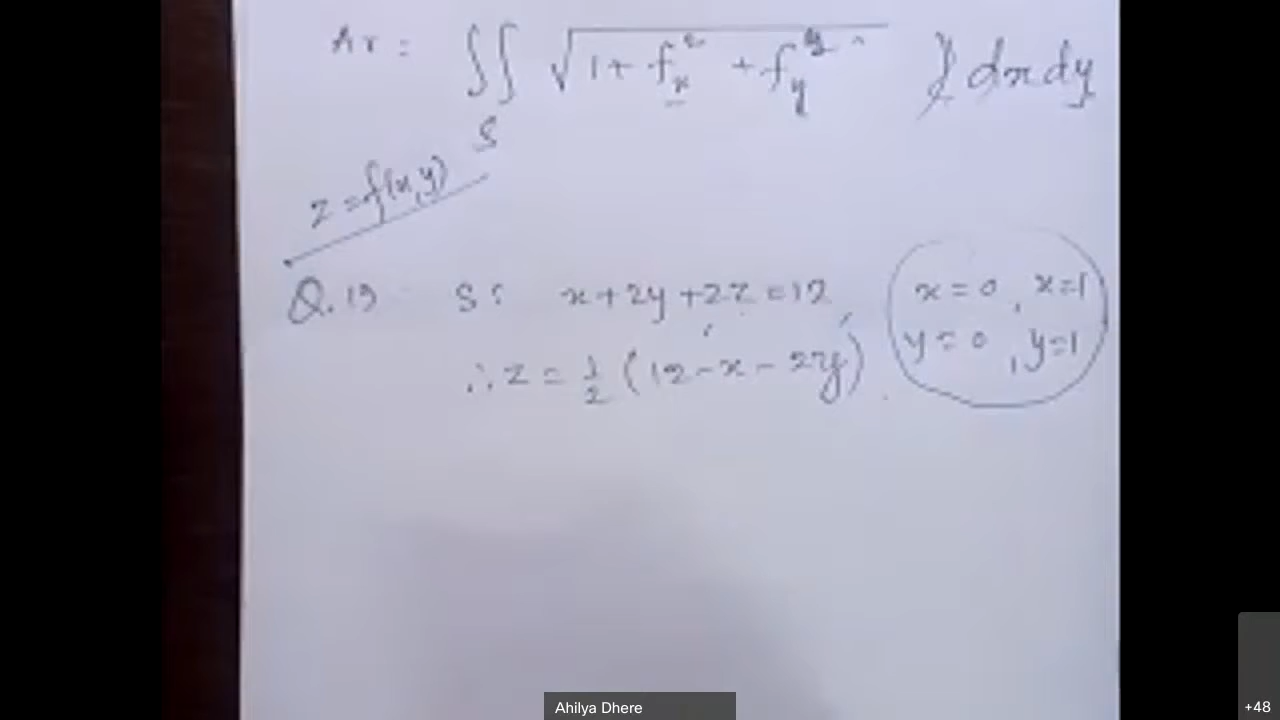 Ar = ∬ √1 + fx² + fy² } dx dy
S
z = f(x,y)
Q.19 S: x + 2y + 2z = 12, x = 0, x = 1
y = 0, y = 1
∴ z = 1/2 (12 - x - 2y)
Ahilya Dhere
+48